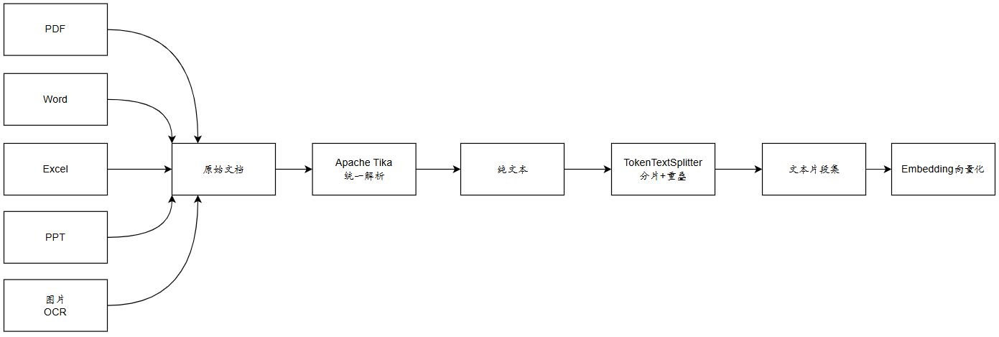 PDF
Word
Excel
PPT
图片
OCR
原始文档
Apache Tika
统一解析
纯文本
TokenTextSplitter
分片+重叠
文本片段集
Embedding向量化